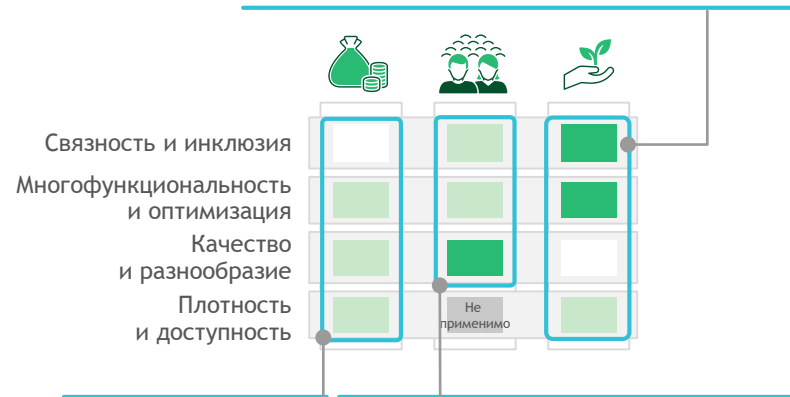 Связность и инклюзия
Многофункциональность
и оптимизация
Качество
и разнообразие
Плотность
и доступность
Не
применимо